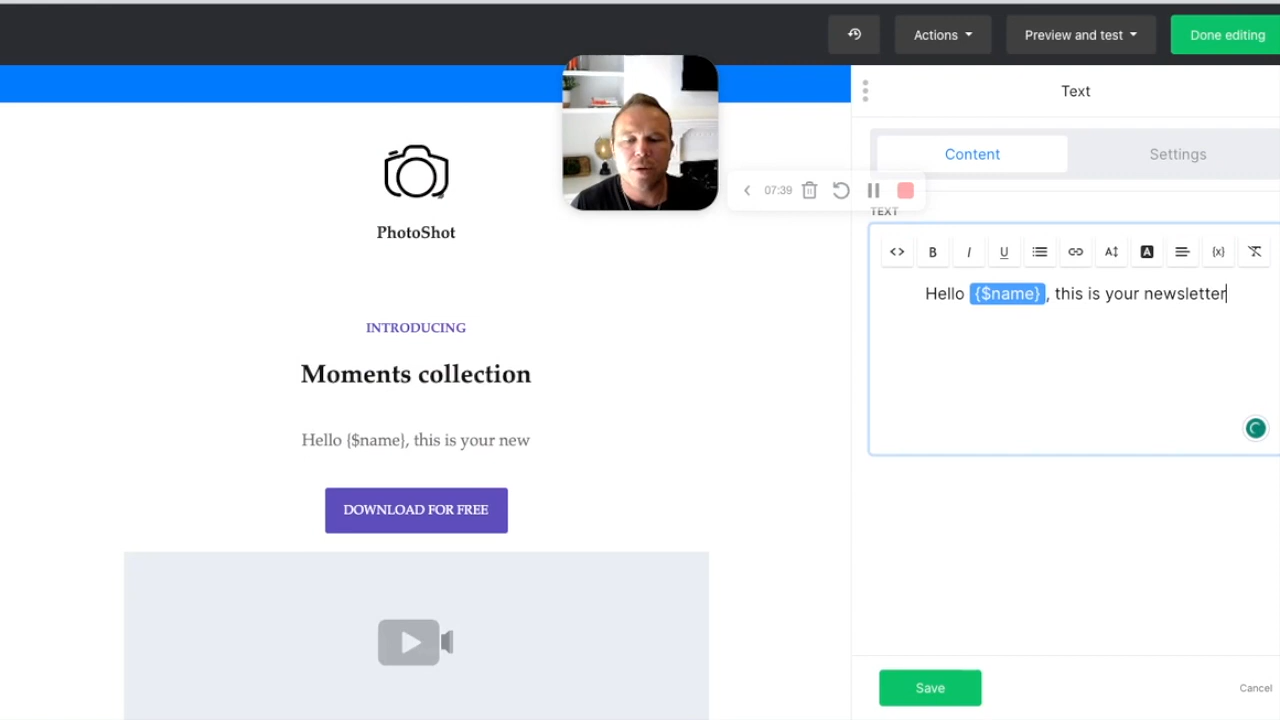 Actions
Preview and test
Done editing
Text
Content
Settings
07:39
TEXT
<> B I U A {x}
Hello {$name}, this is your newsletter
PhotoShot
INTRODUCING
Moments collection
Hello {$name}, this is your new
DOWNLOAD FOR FREE
Save
Cancel